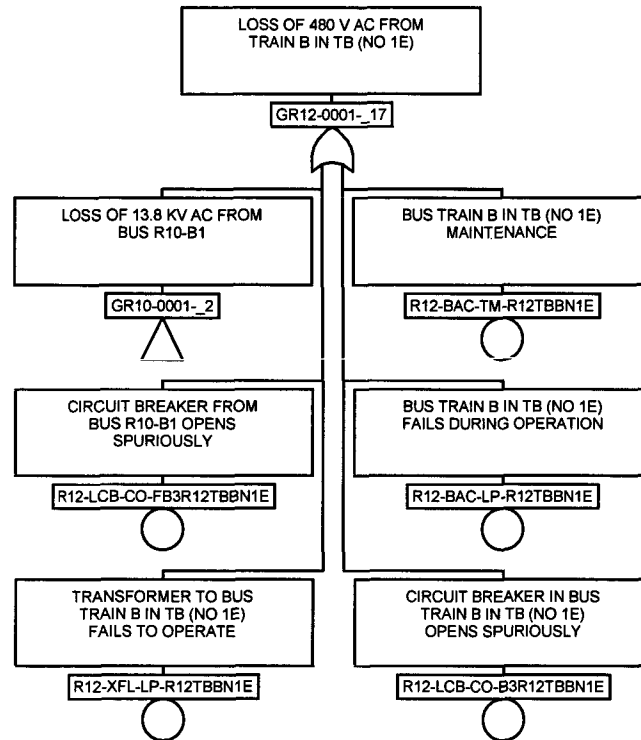 LOSS OF 480 V AC FROM
TRAIN B IN TB (NO 1E)
GR12-0001-_17
LOSS OF 13.8 KV AC FROM
BUS R10-B1
GR10-0001-_2
BUS TRAIN B IN TB (NO 1E)
MAINTENANCE
R12-BAC-TM-R12TBBN1E
CIRCUIT BREAKER FROM
BUS R10-B1 OPENS
SPURIOUSLY
R12-LCB-CO-FB3R12TBBN1E
BUS TRAIN B IN TB (NO 1E)
FAILS DURING OPERATION
R12-BAC-LP-R12TBBN1E
TRANSFORMER TO BUS
TRAIN B IN TB (NO 1E)
FAILS TO OPERATE
R12-XFL-LP-R12TBBN1E
CIRCUIT BREAKER IN BUS
TRAIN B IN TB (NO 1E)
OPENS SPURIOUSLY
R12-LCB-CO-B3R12TBBN1E